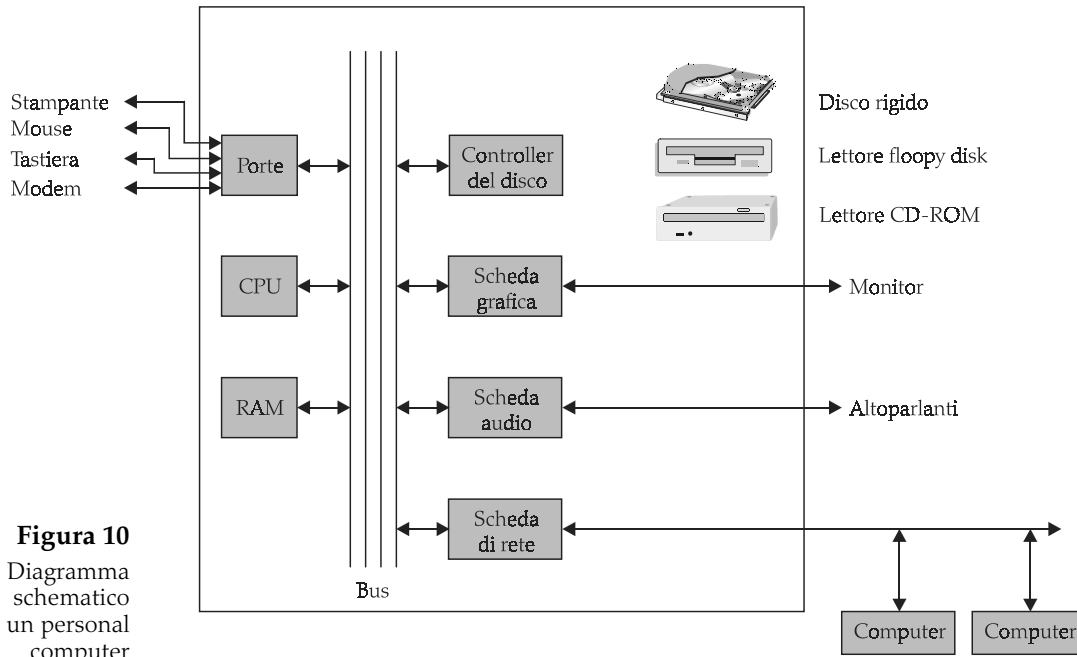 Stampante
Mouse
Tastiera
Modem
Porte
CPU
RAM
Bus
Controller
del disco
Scheda
grafica
Scheda
audio
Scheda
di rete
Disco rigido
Lettore floopy disk
Lettore CD-ROM
Monitor
Altoparlanti
Computer
Computer
Figura 10
Diagramma
schematico
un personal
computer